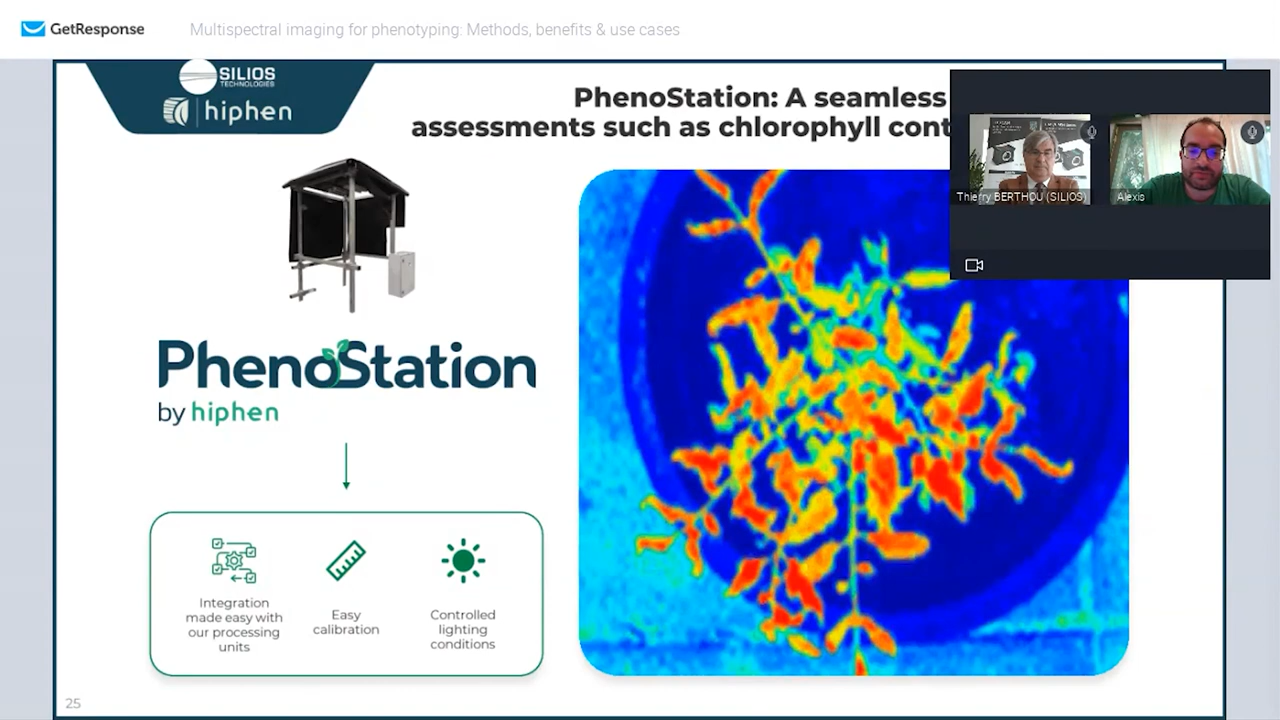 GetResponse
Multispectral imaging for phenotyping: Methods, benefits & use cases
SILIOS
TECHNOLOGIES
hiphen
PhenoStation: A seamless
assessments such as chlorophyll cont
Thierry BERTHOU (SILIOS)
Alexis
PhenoStation
by hiphen
Integration
made easy with
our processing
units
Easy
calibration
Controlled
lighting
conditions
25